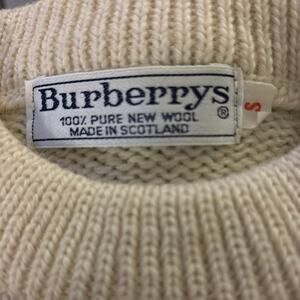 Burberrys®
100% PURE NEW WOOL
MADE IN SCOTLAND
S